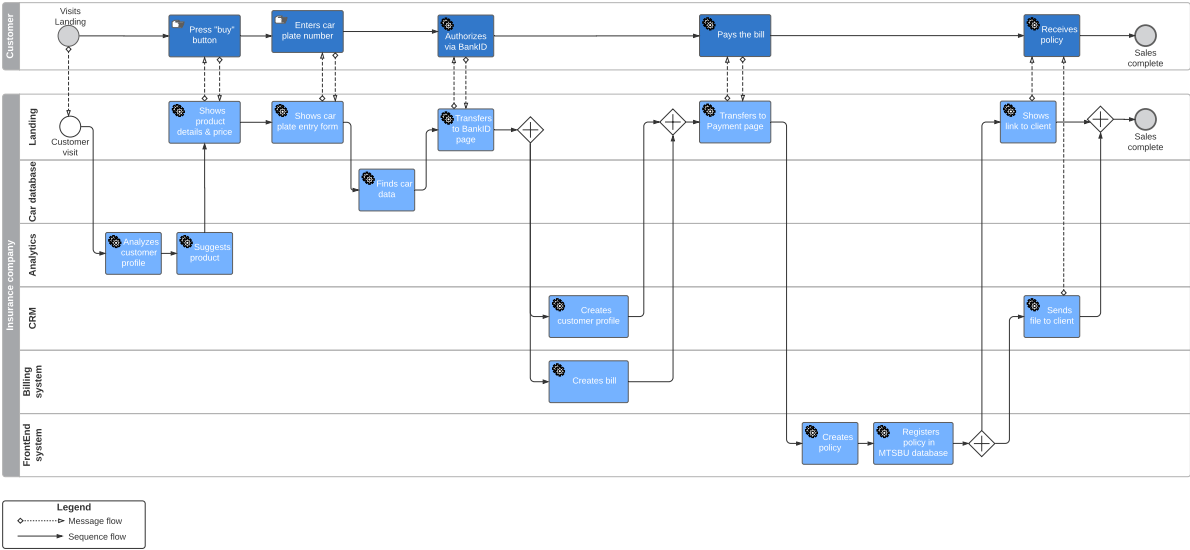 Customer
Visits
Landing
Press "buy"
button
Enters car
plate number
Authorizes
via BankID
Pays the bill
Receives
policy
Sales
complete
Insurance company
Landing
Customer
visit
Shows
product
details & price
Shows car
plate entry form
Transfers
to BankID
page
Transfers to
Payment page
Shows
link to client
Sales
complete
Car database
Finds car
data
Analytics
Analyzes
customer
profile
Suggests
product
CRM
Creates
customer profile
Sends
file to client
Billing
system
Creates bill
FrontEnd
system
Creates
policy
Registers
policy in
MTSBU database
Legend
Message flow
Sequence flow